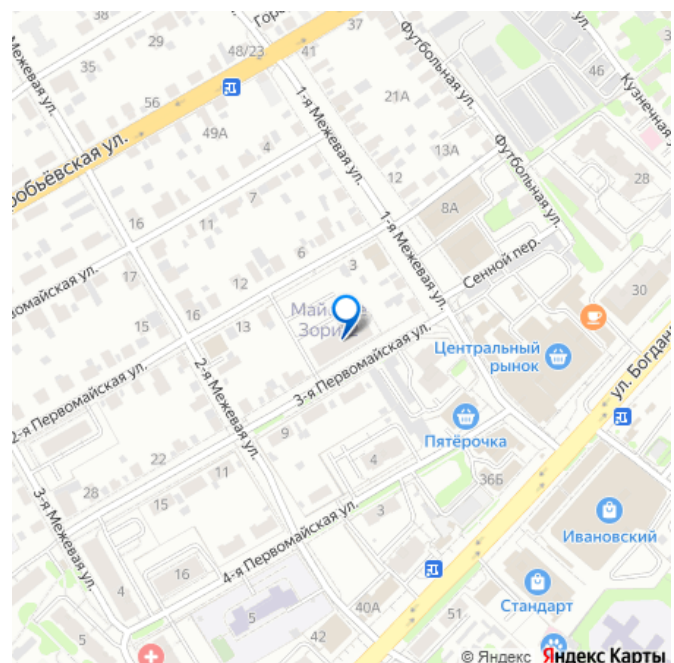 38
Межевая ул.
29
48/23
41
37
Футбольная ул.
ул.
35
46
Кузнечная у
56
1-я Межевая ул.
21А
49А
4
13А
робьёвская ул.
12
28
7
8А
Футбольная ул.
16
11
1-я Межевая ул.
6
3
Сенной пер.
вомайская ул.
17
12
30
15
16
13
Май
е
Зори
Центральный
рынок
ул. Богдан
3-я Первомайская ул.
2-я Первомайская ул.
2-я Межевая ул.
9
Пятёрочка
22
4
36Б
28
11
15
3-я Межевая ул.
3
Ивановский
4-я Первомайская ул.
16
4
Стандарт
5
40А
51
5
42
© Яндекс Яндекс Карты